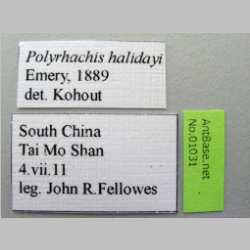 Polyrhachis halidayi
Emery, 1889
det. Kohout
South China
Tai Mo Shan
4.vii.11
leg. John R.Fellowes
AntBase.net
No.01031